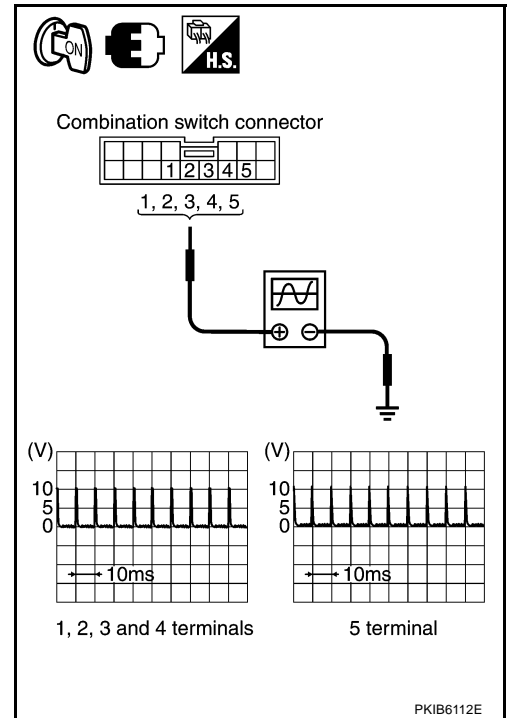 ON
H.S.
Combination switch connector
1 2 3 4 5
1, 2, 3, 4, 5
(V)
10
5
0
10ms
1, 2, 3 and 4 terminals
(V)
10
5
0
10ms
5 terminal
PKIB6112E